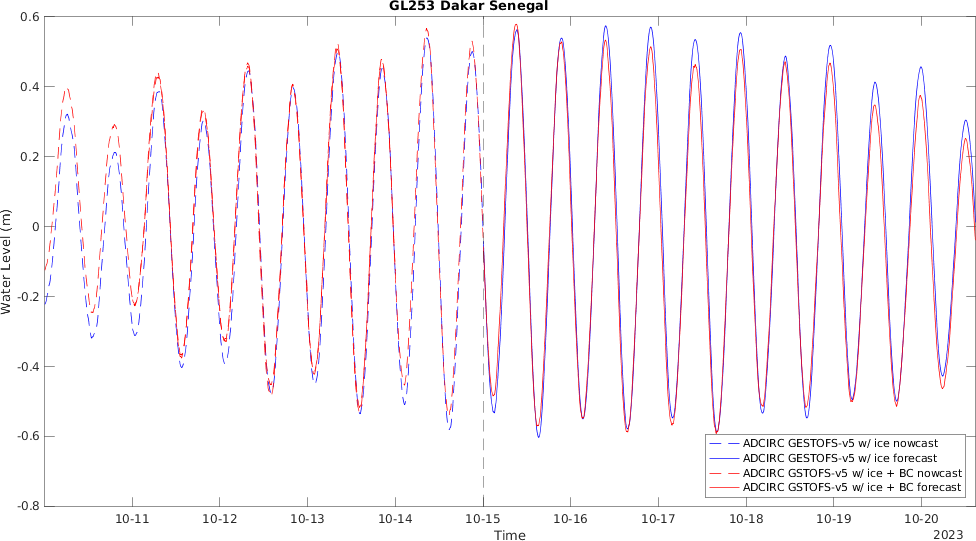 GL253 Dakar Senegal
0.6
0.4
0.2
0
-0.2
-0.4
-0.6
-0.8
Water Level (m)
ADCIRC GESTOFS-v5 w/ ice nowcast
ADCIRC GESTOFS-v5 w/ ice forecast
ADCIRC GSTOFS-v5 w/ ice + BC nowcast
ADCIRC GSTOFS-v5 w/ ice + BC forecast
10-11 10-12 10-13 10-14 10-15 10-16 10-17 10-18 10-19 10-20
Time
2023